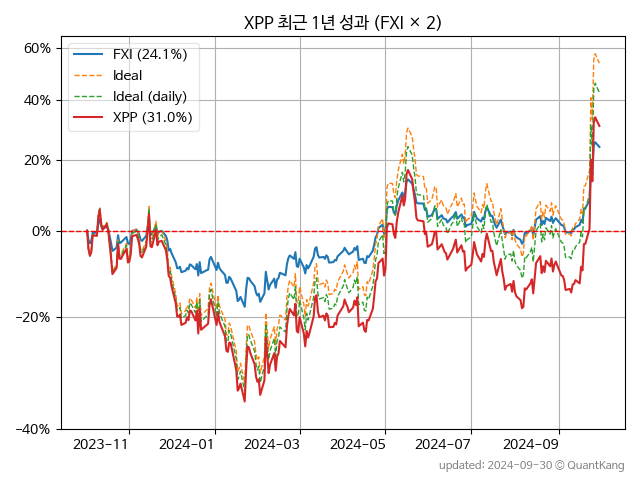 XPP 최근 1년 성과 (FXI × 2)
60%
40%
20%
0%
−20%
−40%
FXI (24.1%)
Ideal
Ideal (daily)
XPP (31.0%)
2023-11
2024-01
2024-03
2024-05
2024-07
2024-09
updated: 2024-09-30 © QuantKang